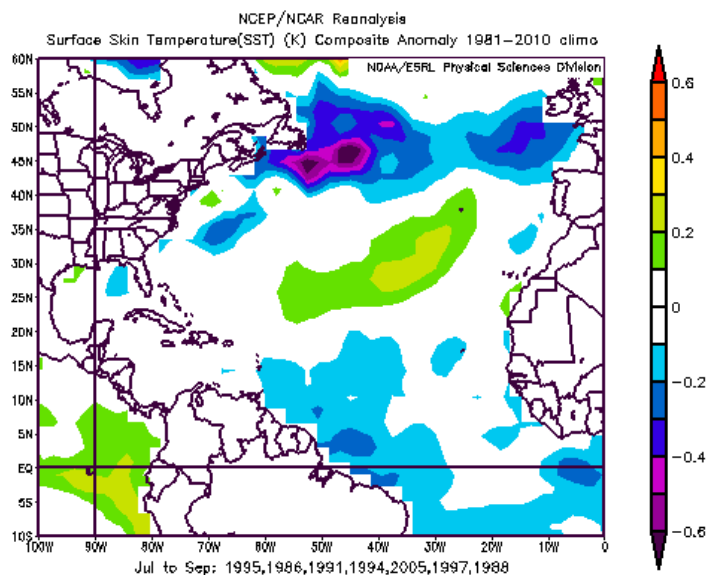 NCEP/NCAR Reanalysis
Surface Skin Temperature(SST) (K) Composite Anomaly 1981-2010 climo
NOAA/ESRL Physical Sciences Division
60N
55N
50N
45N
40N
35N
30N
25N
20N
15N
10N
5N
EQ
5S
10S
100W 90W 80W 70W 60W 50W 40W 30W 20W 10W 0
0.6
0.4
0.2
0
-0.2
-0.4
-0.6
Jul to Sep: 1995,1986,1991,1994,2005,1997,1988